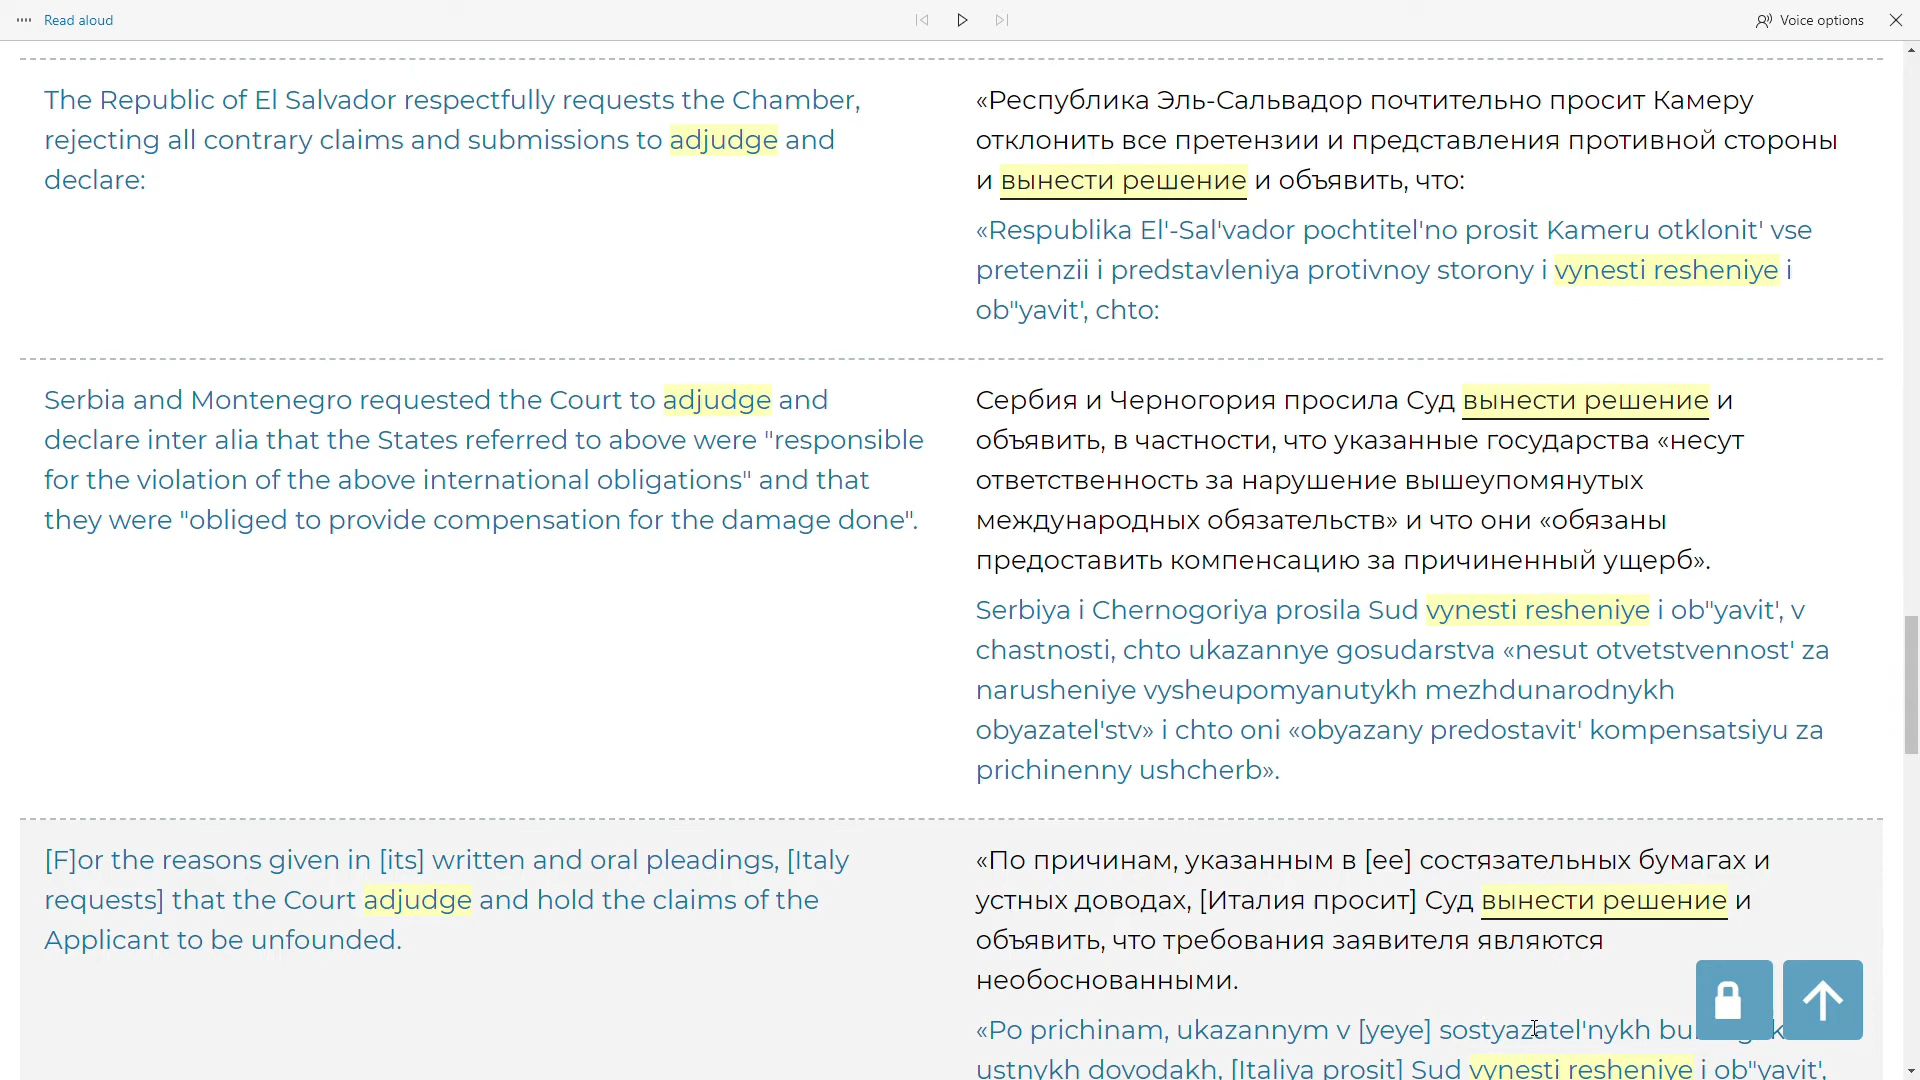 Read aloud
Voice options
The Republic of El Salvador respectfully requests the Chamber,
rejecting all contrary claims and submissions to adjudge and
declare:
«Республика Эль-Сальвадор почтительно просит Камеру
отклонить все претензии и представления противной стороны
и вынести решение и объявить, что:
«Respublika El'-Sal'vador pochtitel'no prosit Kameru otklonit' vse
pretenzii i predstavleniya protivnoy storony i vynesti resheniye i
ob"yavit', chto:
Serbia and Montenegro requested the Court to adjudge and
declare inter alia that the States referred to above were "responsible
for the violation of the above international obligations" and that
they were "obliged to provide compensation for the damage done".
Сербия и Черногория просила Суд вынести решение и
объявить, в частности, что указанные государства «несут
ответственность за нарушение вышеупомянутых
международных обязательств» и что они «обязаны
предоставить компенсацию за причиненный ущерб».
Serbiya i Chernogoriya prosila Sud vynesti resheniye i ob"yavit', v
chastnosti, chto ukazannye gosudarstva «nesut otvetstvennost' za
narusheniye vysheupomyanutykh mezhdunarodnykh
obyazatel'stv» i chto oni «obyazany predostavit' kompensatsiyu za
prichinenny ushcherb».
[F]or the reasons given in [its] written and oral pleadings, [Italy
requests] that the Court adjudge and hold the claims of the
Applicant to be unfounded.
«По причинам, указанным в [ее] состязательных бумагах и
устных доводах, [Италия просит] Суд вынести решение и
объявить, что требования заявителя являются
необоснованными.
«Po prichinam, ukazannym v [yeye] sostyazatel'nykh
ustnykh dovodakh, [Italiya prosit] Sud vynesti resheniye i ob"yavit',